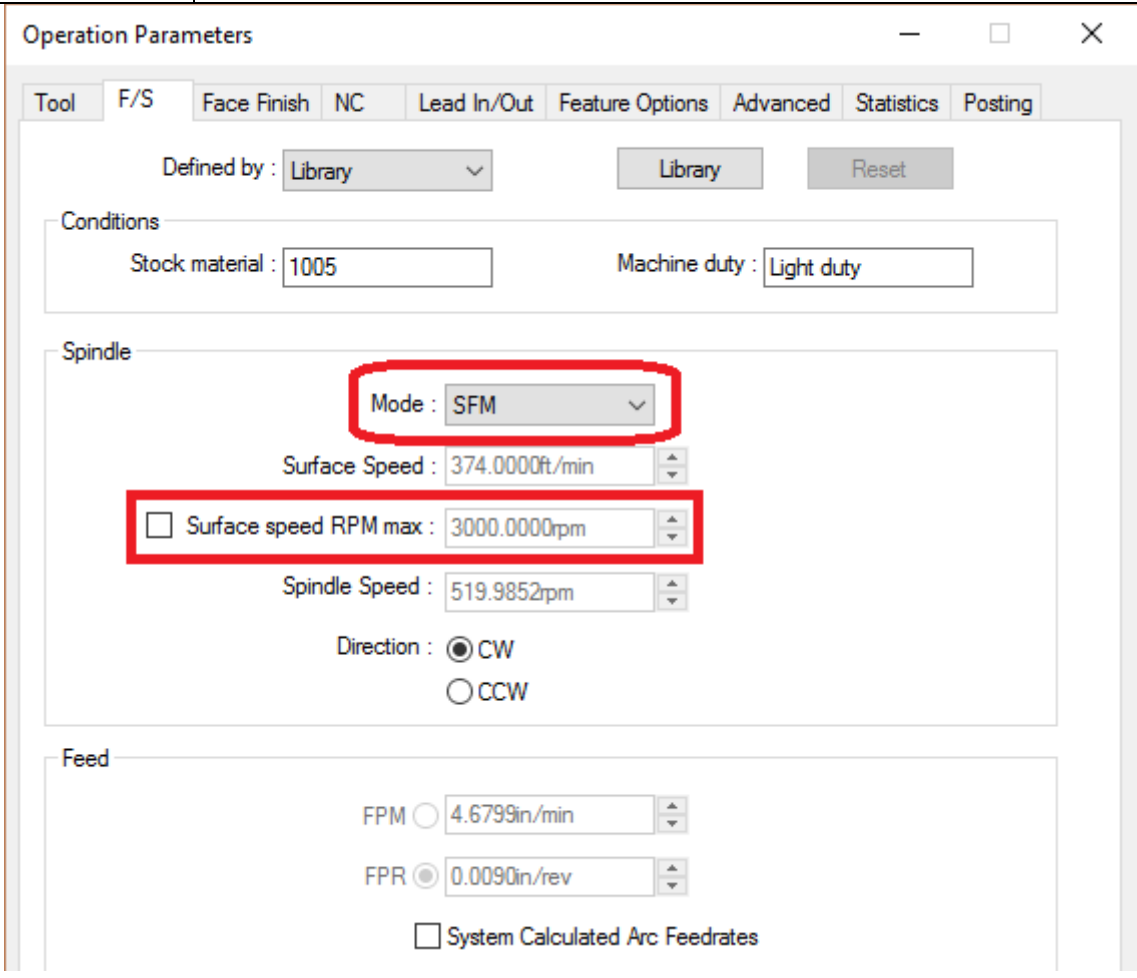 Operation Parameters
Tool F/S Face Finish NC Lead In/Out Feature Options Advanced Statistics Posting
Defined by : Library Library Reset
Conditions
Stock material : 1005 Machine duty : Light duty
Spindle
Mode : SFM
Surface Speed : 374.0000ft/min
Surface speed RPM max : 3000.0000rpm
Spindle Speed : 519.9852rpm
Direction : CW
CCW
Feed
FPM 4.6799in/min
FPR 0.0090in/rev
System Calculated Arc Feedrates